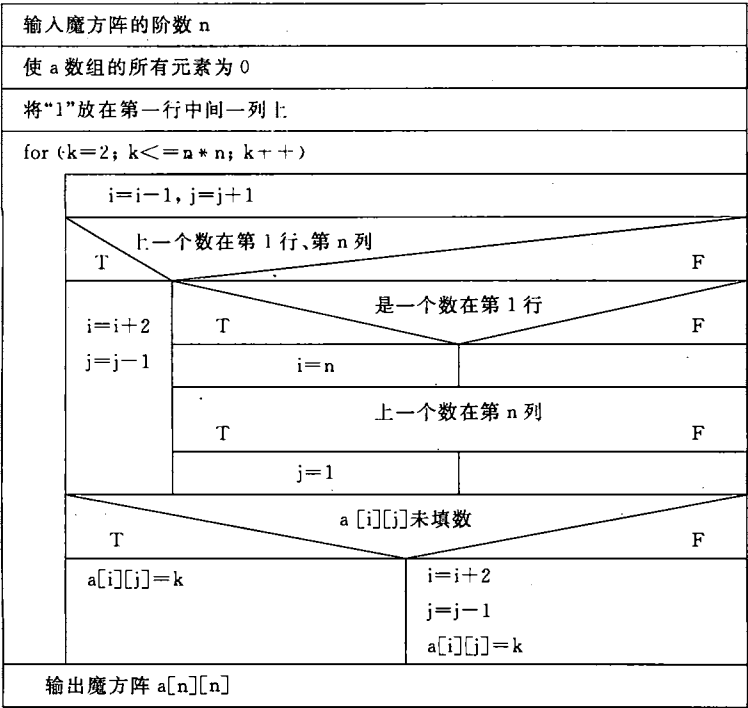 输入魔方阵的阶数 n
使 a 数组的所有元素为 0
将“1”放在第一行中间一列上
for (k=2; k<=n*n; k++)
i=i-1, j=j+1
上一个数在第 1 行、第 n 列
T
F
i=i+2
j=j-1
是一个数在第 1 行
T
F
i=n
上一个数在第 n 列
T
F
j=1
a [i][j]未填数
T
F
a[i][j]=k
i=i+2
j=j-1
a[i][j]=k
输出魔方阵 a[n][n]